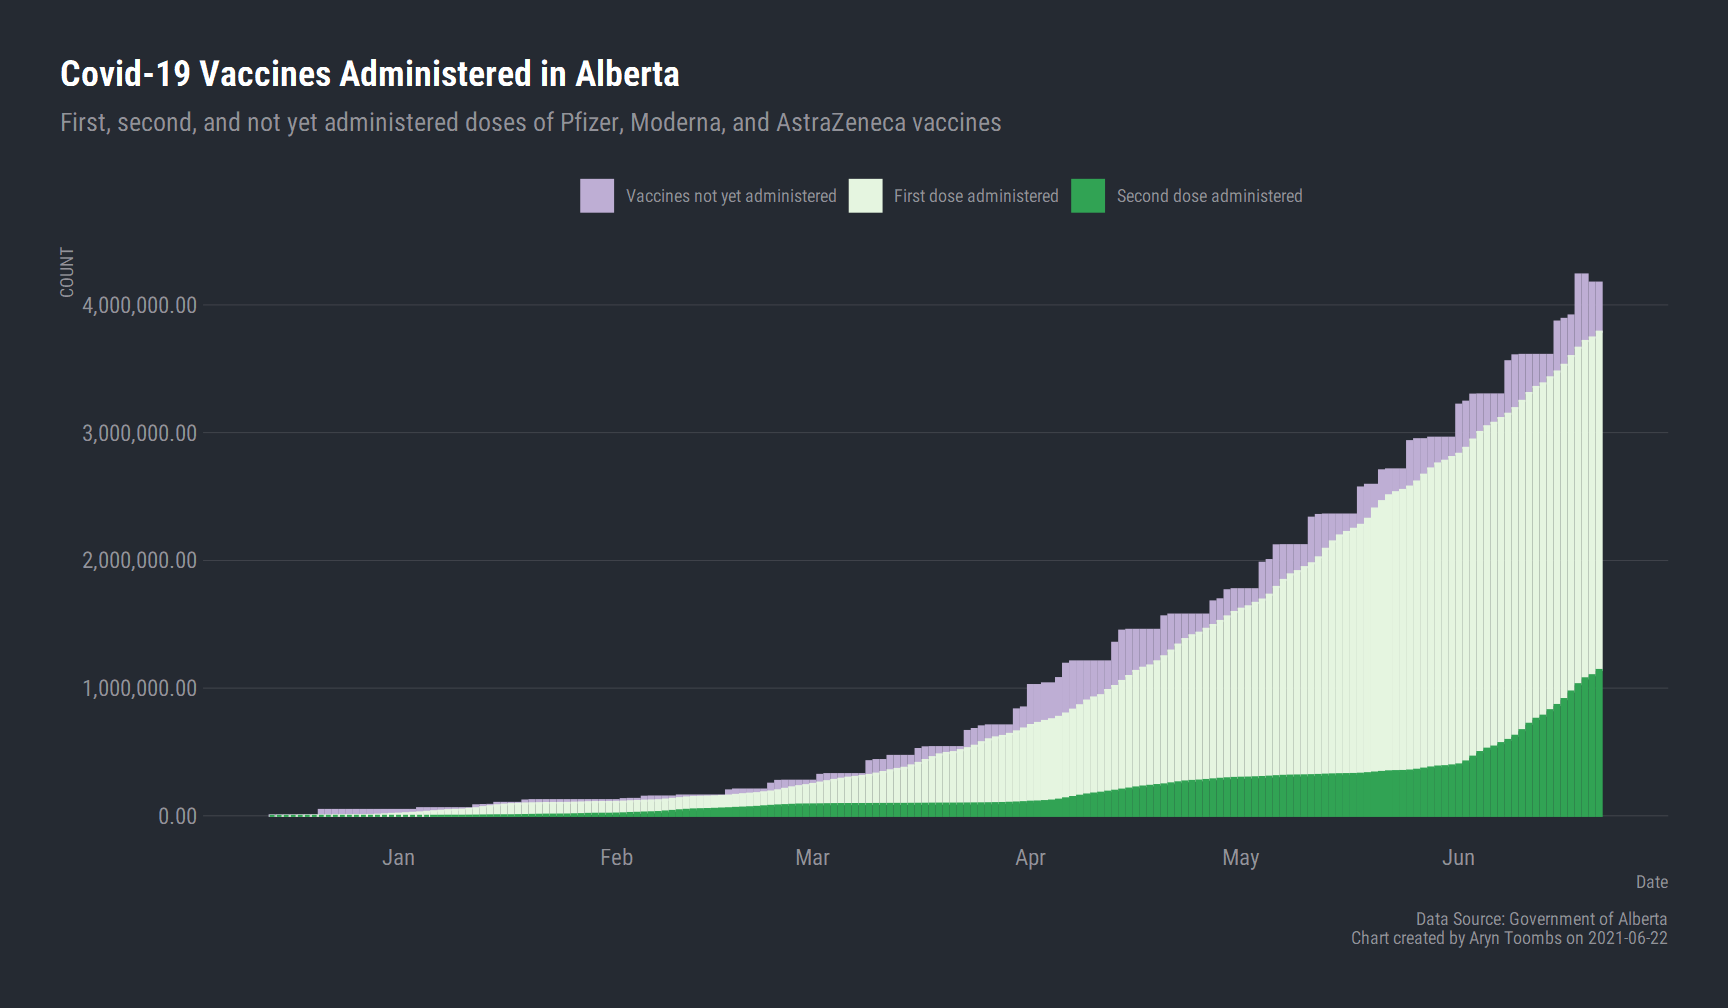 Covid-19 Vaccines Administered in Alberta
First, second, and not yet administered doses of Pfizer, Moderna, and AstraZeneca vaccines
Vaccines not yet administered
First dose administered
Second dose administered
COUNT
4,000,000.00
3,000,000.00
2,000,000.00
1,000,000.00
0.00
Jan
Feb
Mar
Apr
May
Jun
Date
Data Source: Government of Alberta
Chart created by Aryn Toombs on 2021-06-22